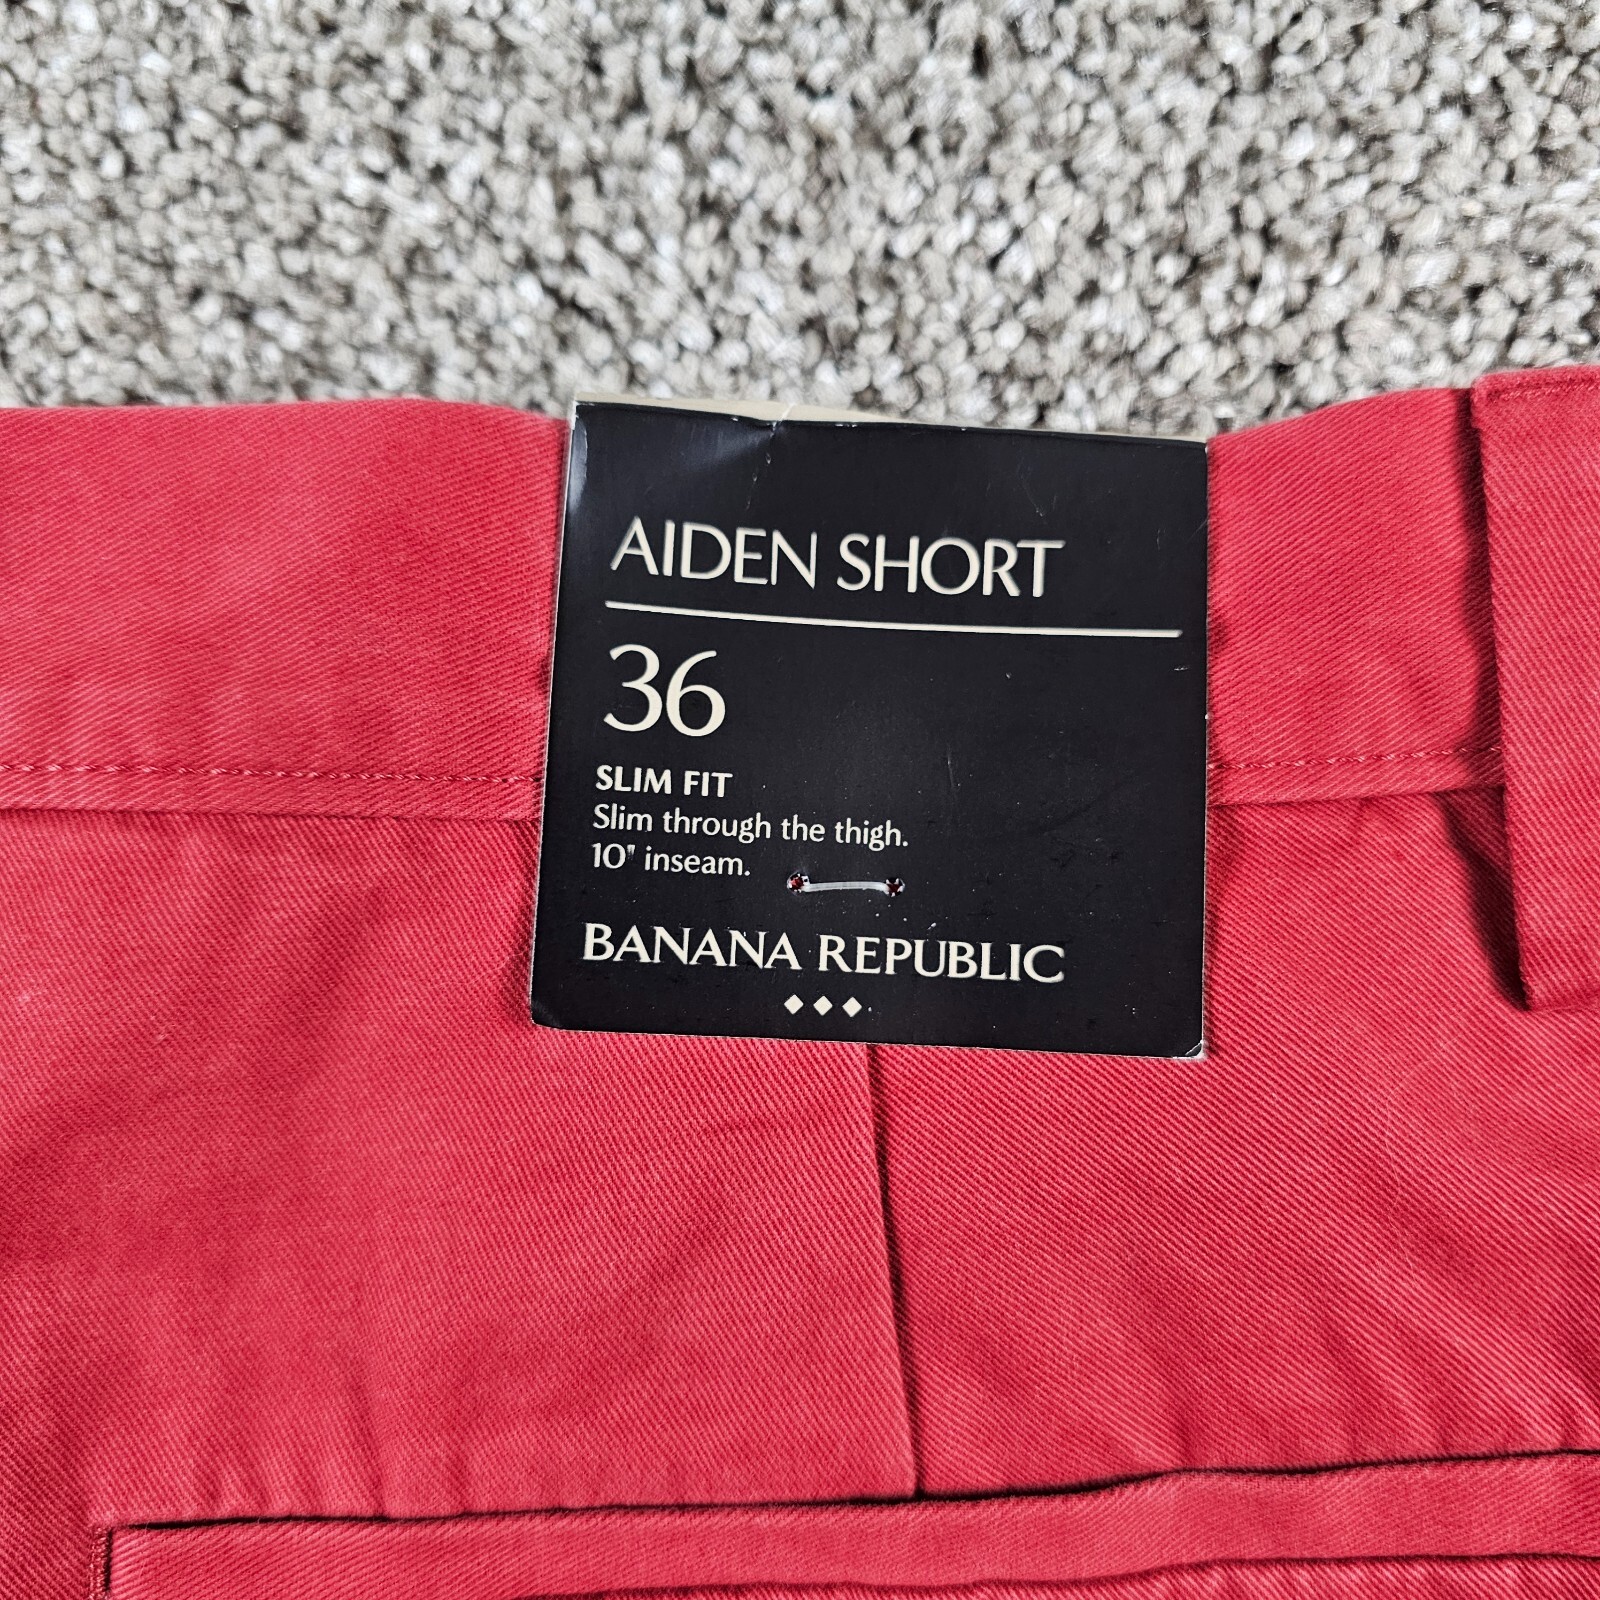 AIDEN SHORT
36
SLIM FIT
Slim through the thigh.
10" inseam.
BANANA REPUBLIC